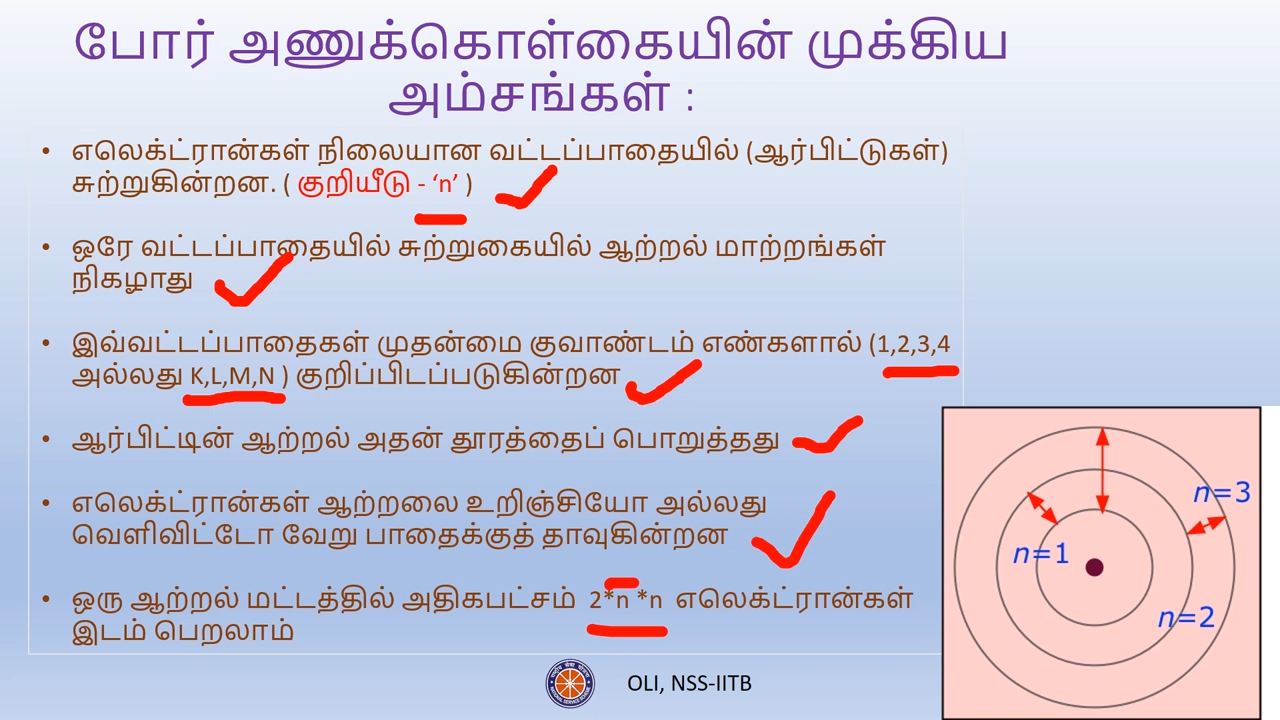 போர் அணுக்கொள்கையின் முக்கிய
அம்சங்கள் :
• எலெக்ட்ரான்கள் நிலையான வட்டப்பாதையில் (ஆர்பிட்டுகள்)
சுற்றுகின்றன. ( குறியீடு - ‘n’ )
• ஒரே வட்டப்பாதையில் சுற்றுகையில் ஆற்றல் மாற்றங்கள்
நிகழாது
• இவ்வட்டப்பாதைகள் முதன்மை குவாண்டம் எண்களால் (1,2,3,4
அல்லது K,L,M,N ) குறிப்பிடப்படுகின்றன
• ஆர்பிட்டின் ஆற்றல் அதன் தூரத்தைப் பொறுத்தது
• எலெக்ட்ரான்கள் ஆற்றலை உறிஞ்சியோ அல்லது
வெளிவிட்டோ வேறு பாதைக்குத் தாவுகின்றன
• ஒரு ஆற்றல் மட்டத்தில் அதிகபட்சம் 2*n *n எலெக்ட்ரான்கள்
இடம் பெறலாம்
n=3
n=1
n=2
OLI, NSS-IITB